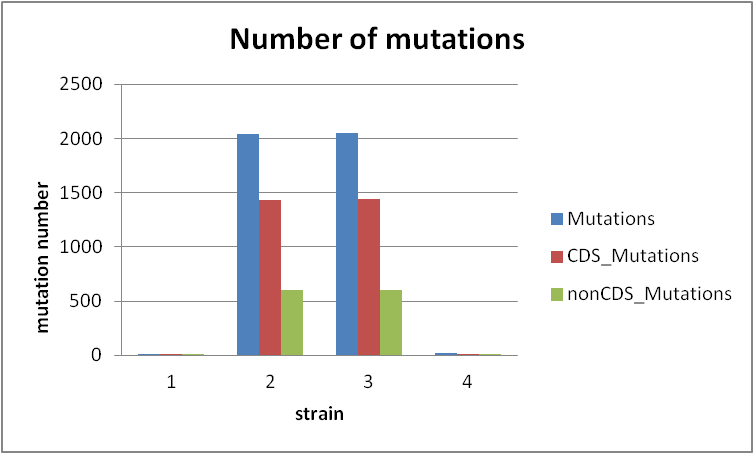 Number of mutations
2500
2000
1500
1000
500
0
mutation number
1 2 3 4
strain
Mutations
CDS_Mutations
nonCDS_Mutations